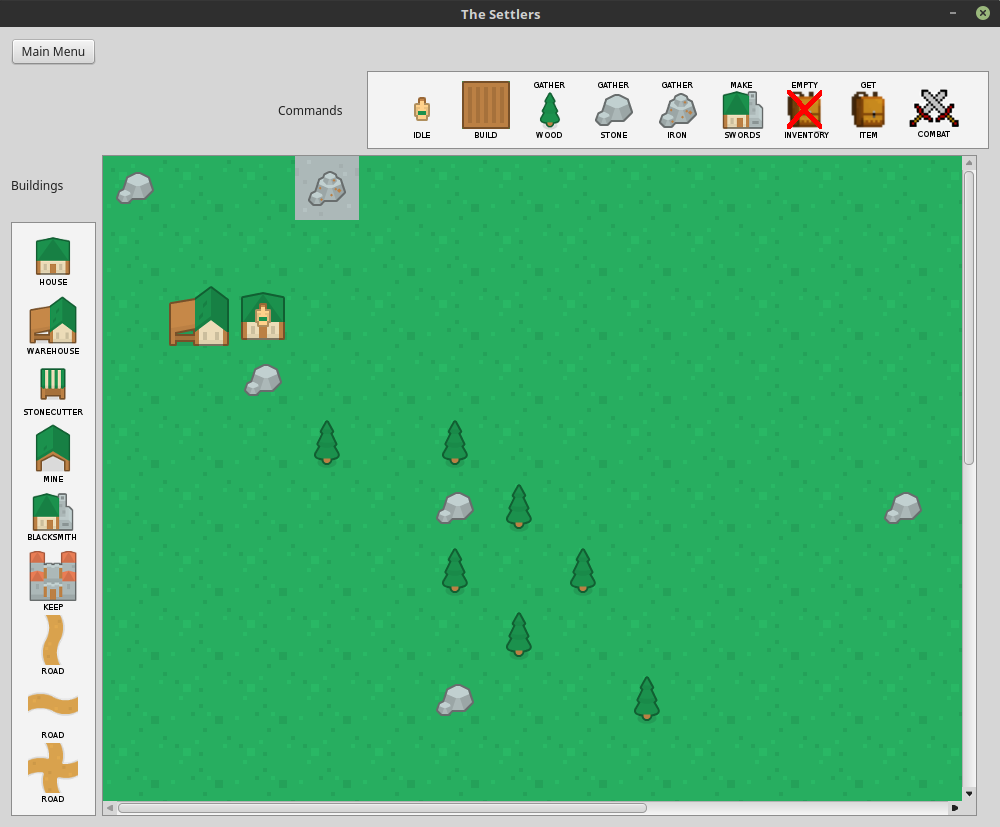 The Settlers
Main Menu
Commands
IDLE
BUILD
GATHER
WOOD
GATHER
STONE
GATHER
IRON
MAKE
SWORDS
EMPTY
INVENTORY
GET
ITEM
COMBAT
Buildings
HOUSE
WAREHOUSE
STONECUTTER
MINE
BLACKSMITH
KEEP
ROAD
ROAD
ROAD